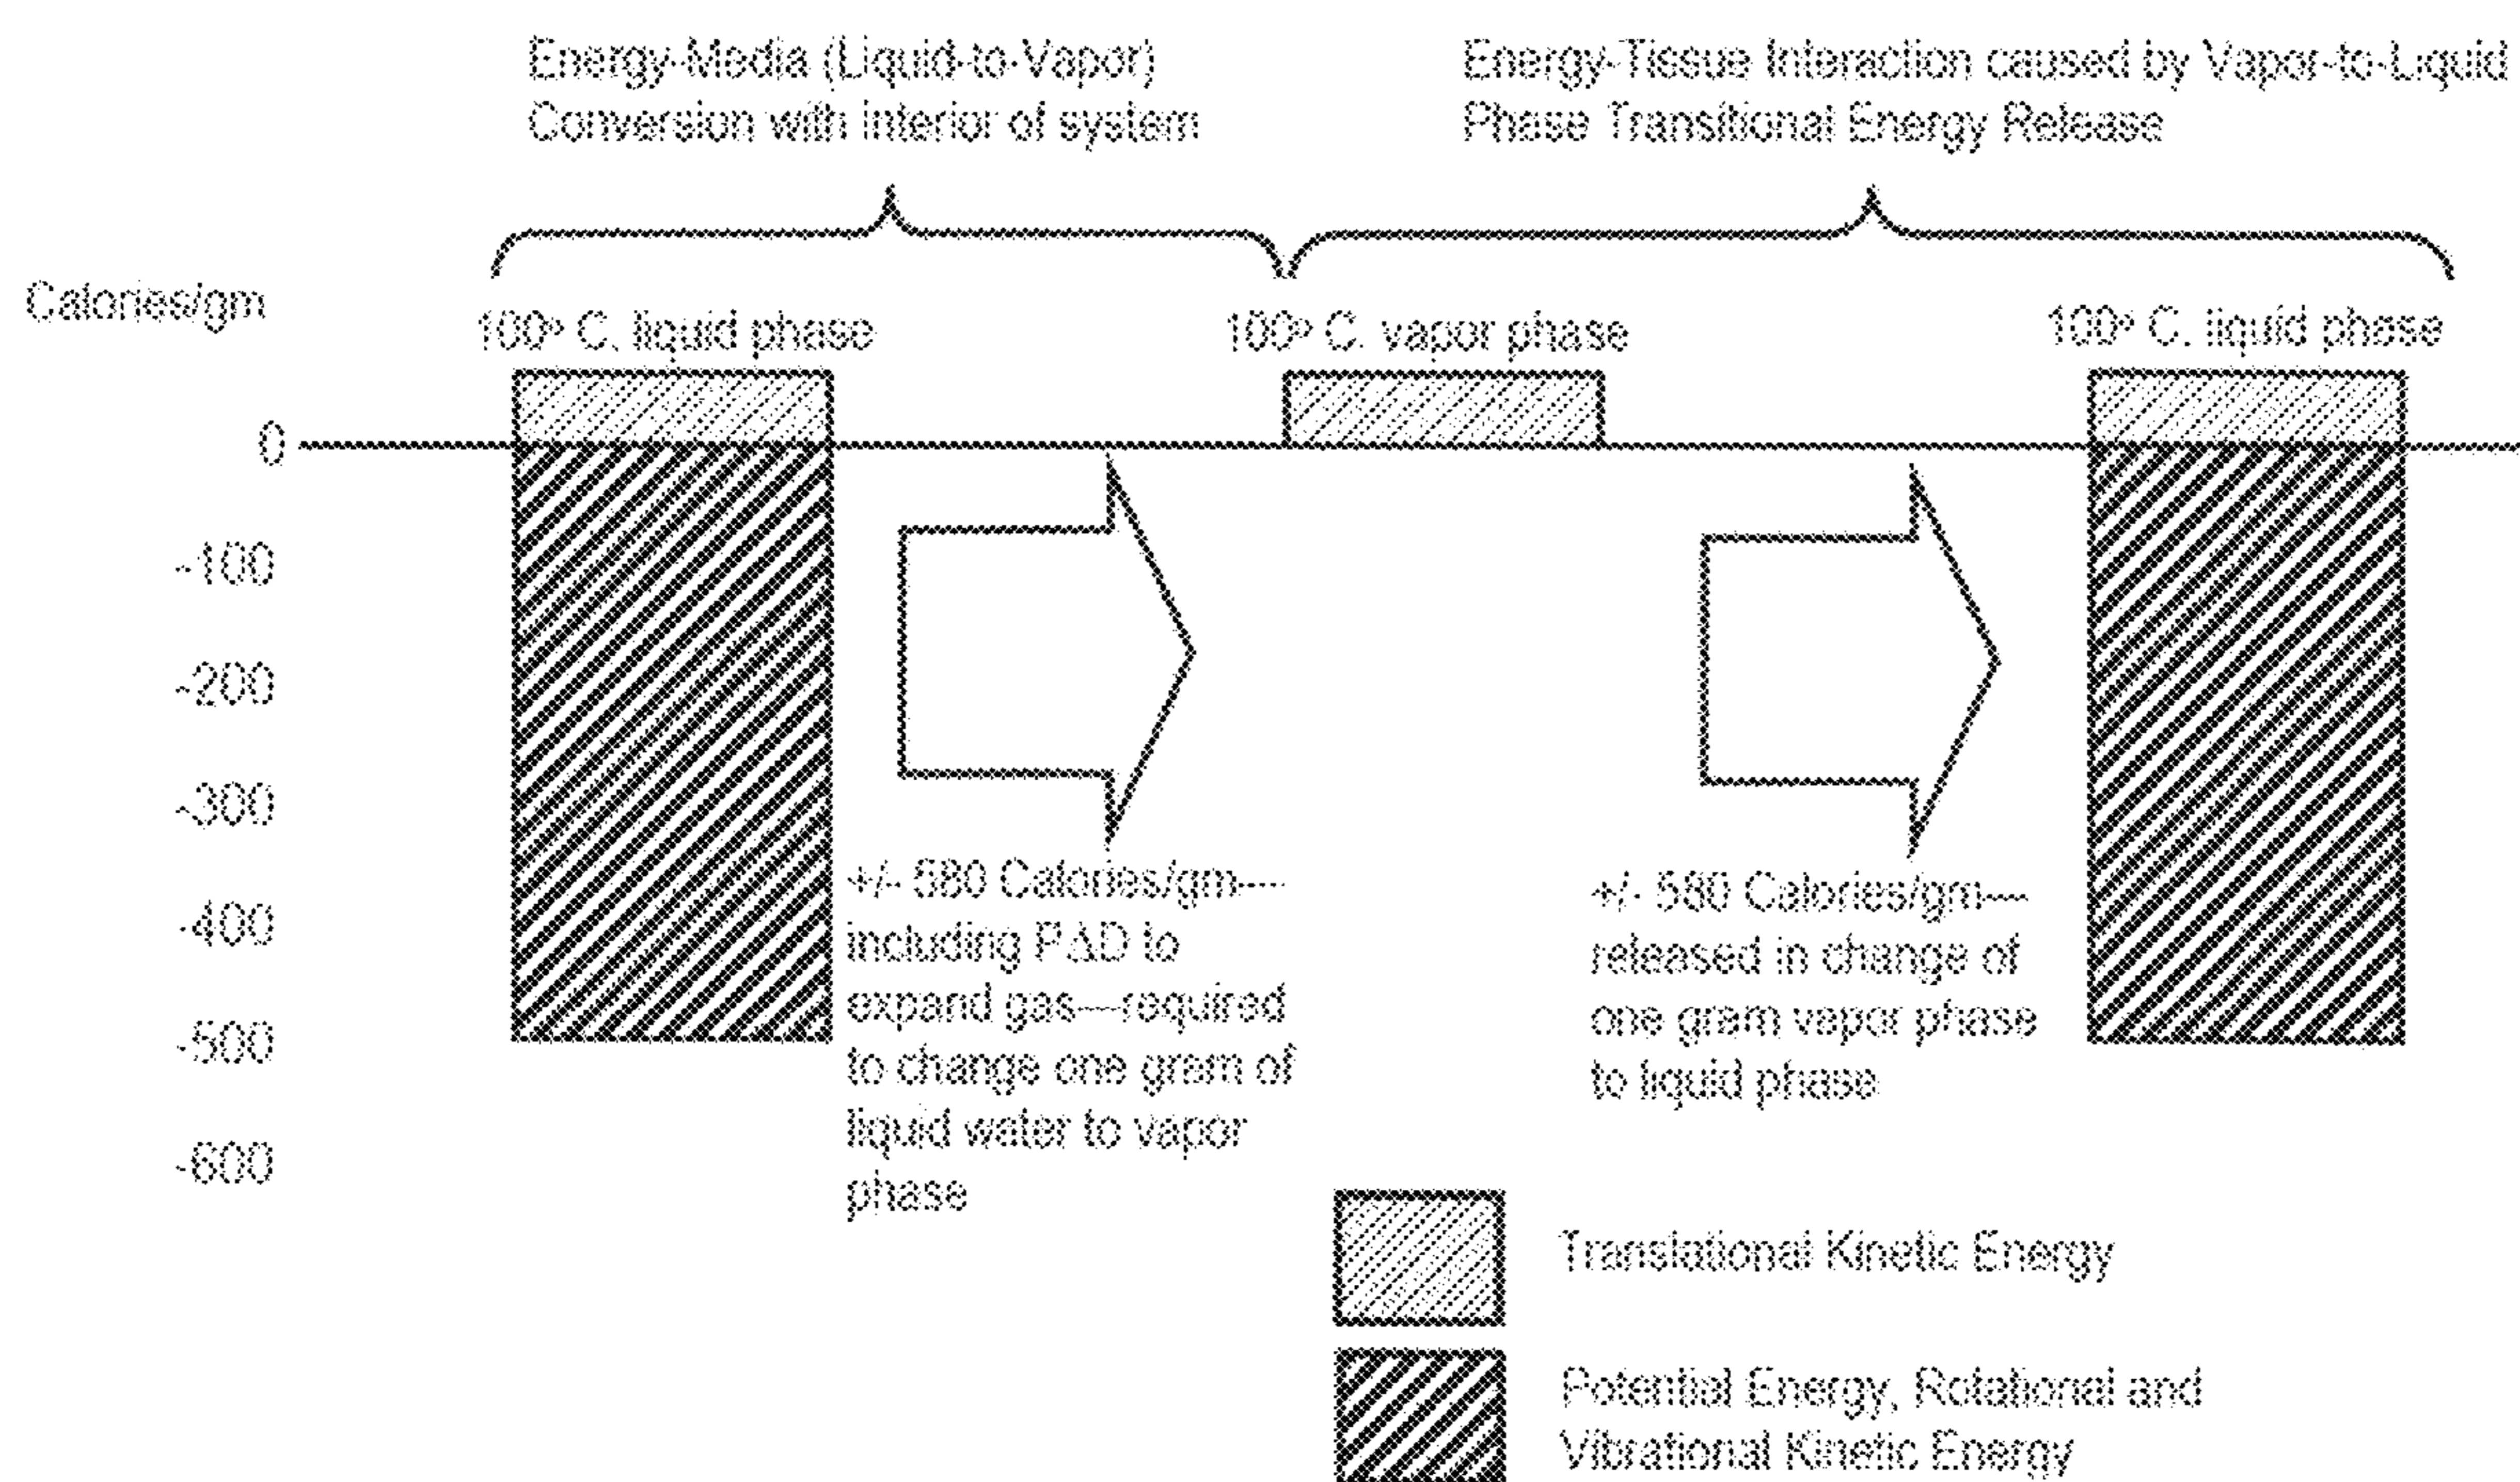 Energy-Media (Liquid-to-Vapor)
Conversion with interior of system
Energy-Tissue Interaction caused by Vapor-to-Liquid
Phase Transitional Energy Release
Calories/gm
100º C. liquid phase
100º C. vapor phase
100º C. liquid phase
0
-100
-200
-300
-400
-500
-600
+/- 580 Calories/gm—
including PΔD to
expand gas—required
to change one gram of
liquid water to vapor
phase
+/- 580 Calories/gm—
released in change of
one gram vapor phase
to liquid phase
Translational Kinetic Energy
Potential Energy, Rotational and
Vibrational Kinetic Energy